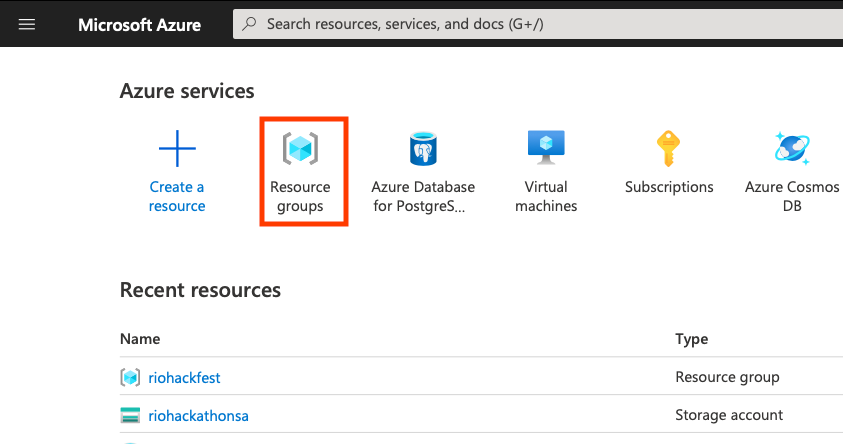 Microsoft Azure
Search resources, services, and docs (G+/)
Azure services
Create a
resource
Resource
groups
Azure Database
for PostgreS...
Virtual
machines
Subscriptions
Azure Cosmos
DB
Recent resources
Name
Type
riohackfest
Resource group
riohackathonsa
Storage account